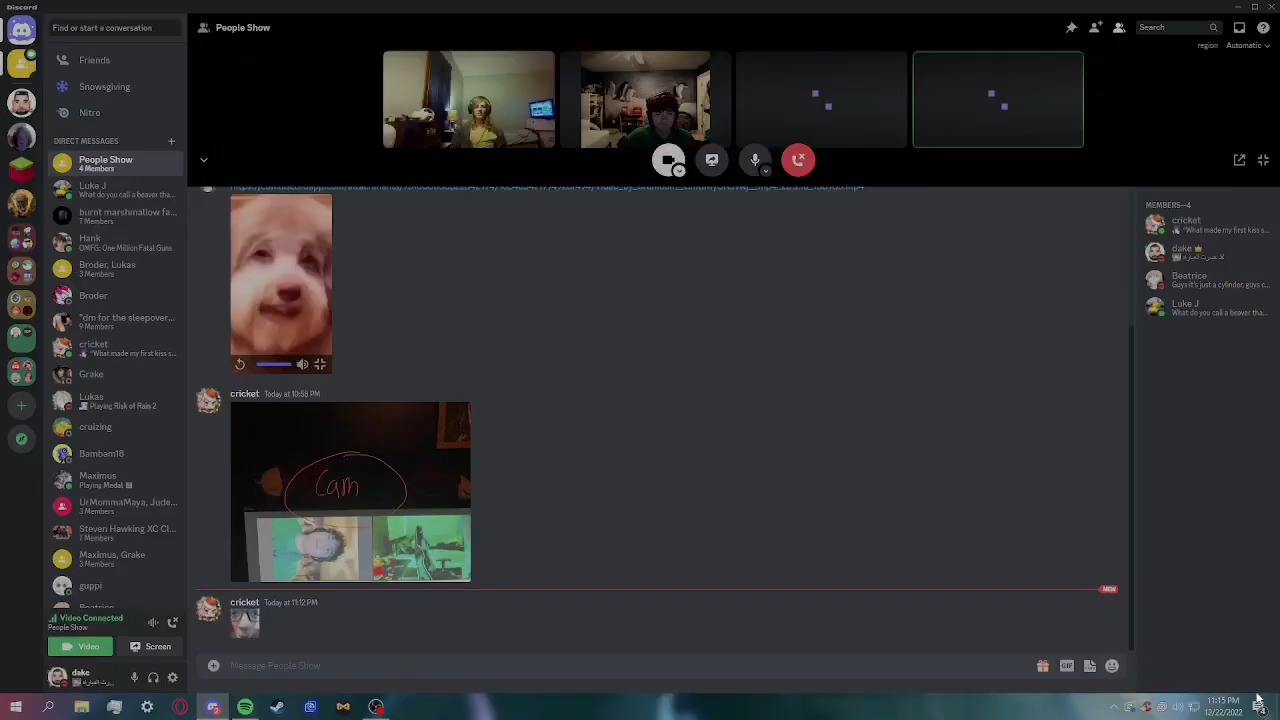 Discord
Find or start a conversation
People Show
Search
region Automatic
Friends
Snowgiving
Nitro
DIRECT MESSAGES
People Show
4 Members
Luke J
What do you call a beaver tha...
burnt marshmallow fa...
7 Members
Hank
OMFG: One Million Fatal Guns
Broder, Lukas
3 Members
Broder
"dm for the sleepover...
9 Members
cricket
"What made my first kiss s...
Grake
Lukas
Playing Risk of Rain 2
cruizing
Bambam18
Maximus
Playing Medal
UrMommaMaya, Jude...
3 Members
Steven Hawking XC Cl...
7 Members
Maximus, Grake
3 Members
guppi
Video Connected
People Show
Video
Screen
dake
cricket Today at 10:58 PM
Cam
NEW
cricket Today at 11:12 PM
Message People Show
GIF
MEMBERS—4
cricket
"What made my first kiss s...
dake
Beatrice
Guys it's just a cylinder, guys c...
Luke J
What do you call a beaver tha...
11:15 PM
12/22/2022